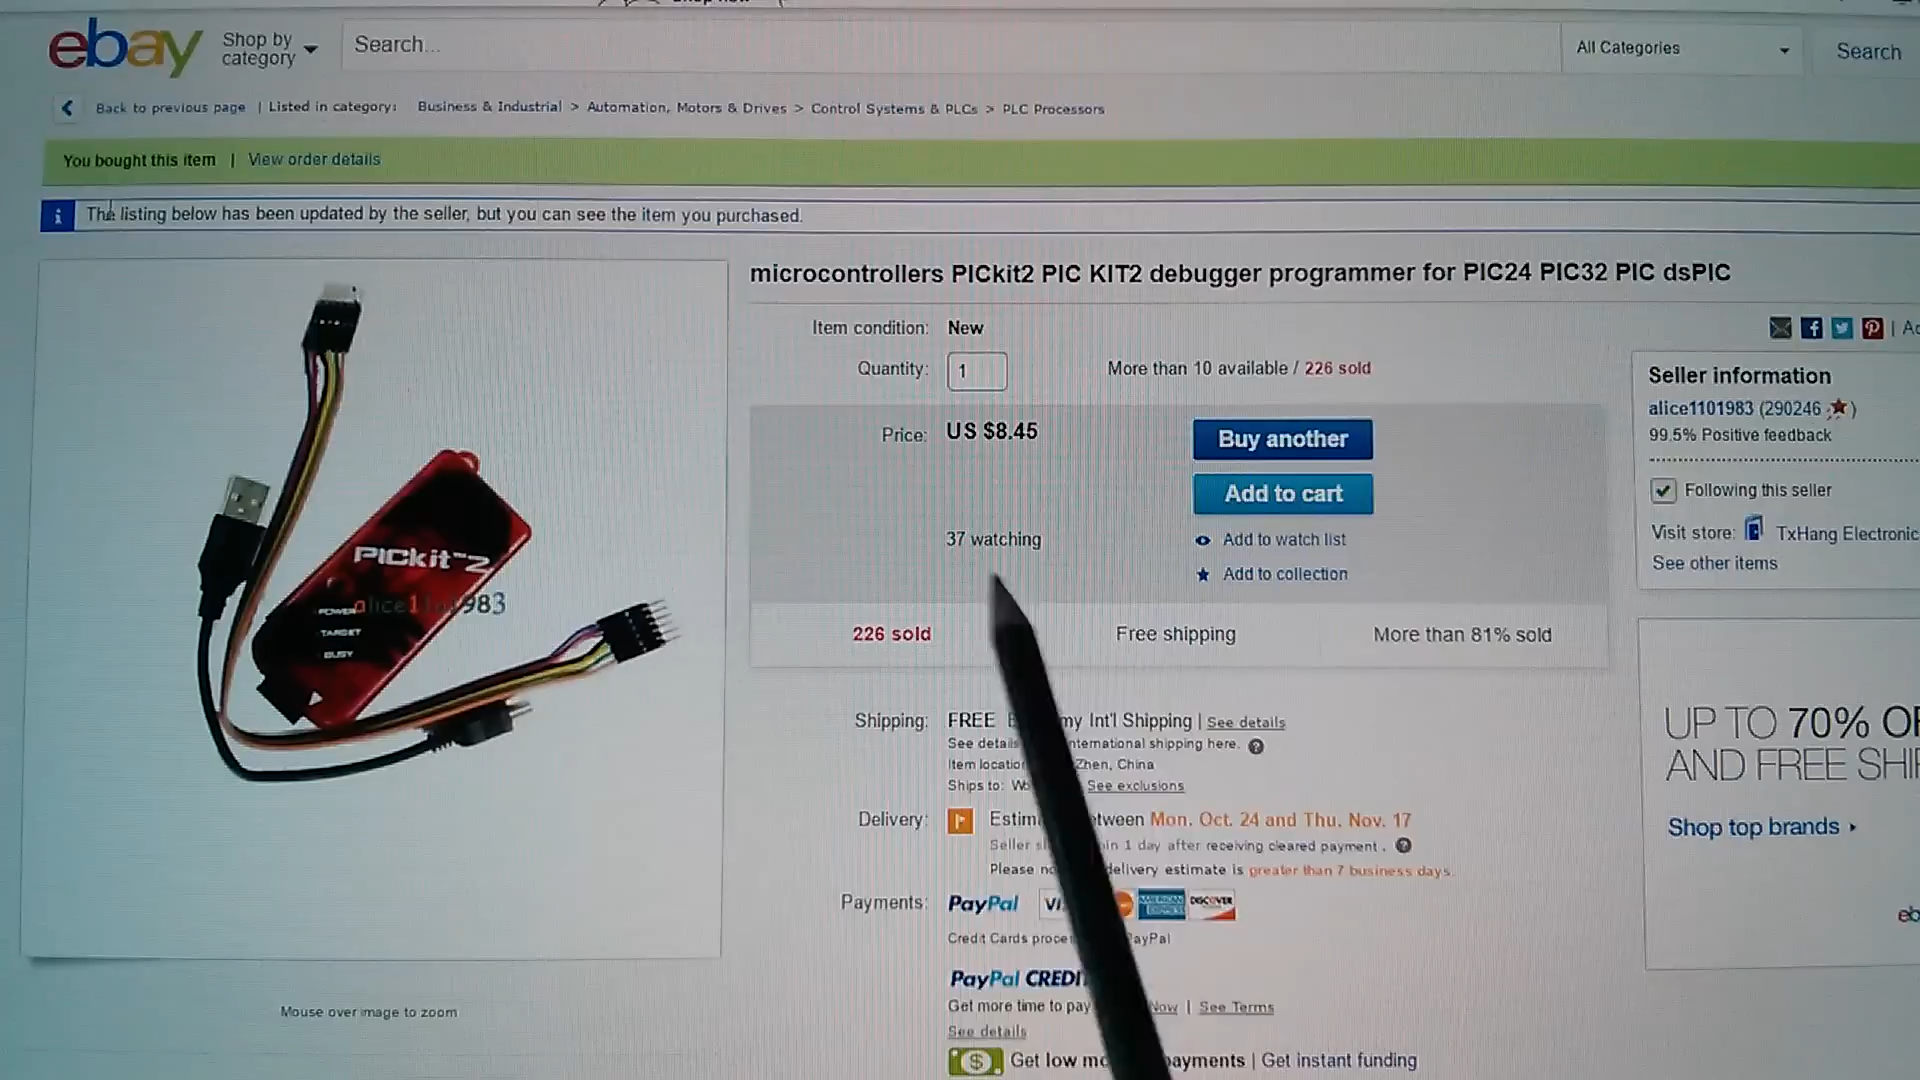 ebay
Shop by
category
Search...
All Categories
Search
Back to previous page | Listed in category: Business & Industrial > Automation, Motors & Drives > Control Systems & PLCs > PLC Processors
You bought this item | View order details
i The listing below has been updated by the seller, but you can see the item you purchased.
microcontrollers PICkit2 PIC KIT2 debugger programmer for PIC24 PIC32 PIC dsPIC
Item condition: New
Quantity: 1 More than 10 available / 226 sold
Price: US $8.45
Buy another
Add to cart
37 watching
Add to watch list
Add to collection
226 sold Free shipping More than 81% sold
Shipping: FREE my Int'l Shipping | See details
See details international shipping here. ?
Item location Zhen, China
Ships to: See exclusions
Delivery: between Mon. Oct. 24 and Thu. Nov. 17
Seller 1 day after receiving cleared payment. ?
Please delivery estimate is greater than 7 business days.
Payments: PayPal AMERICAN EXPRESS DISCOVER
Credit Cards PayPal
PayPal CREDIT
Get more time to pay Now | See Terms
See details
$ Get low payments | Get instant funding
PICkit™2
alice1101983
POWER
TARGET
BUSY
Mouse over image to zoom
Seller information
alice1101983 (290246)
99.5% Positive feedback
Following this seller
Visit store: TxHang Electronic
See other items
UP TO 70%
AND FREE
Shop top brands